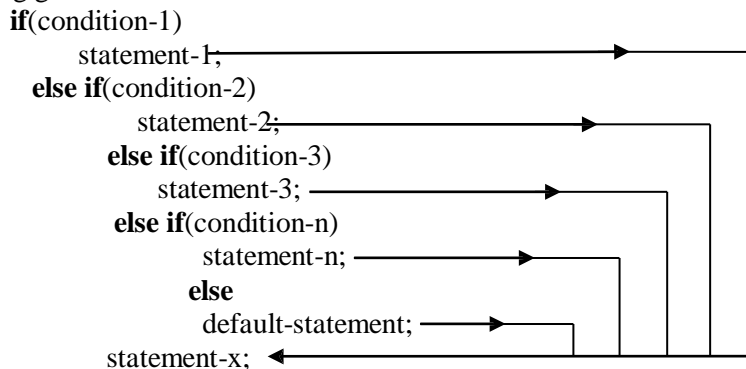 if(condition-1)
statement-1;
else if(condition-2)
statement-2;
else if(condition-3)
statement-3;
else if(condition-n)
statement-n;
else
default-statement;
statement-x;